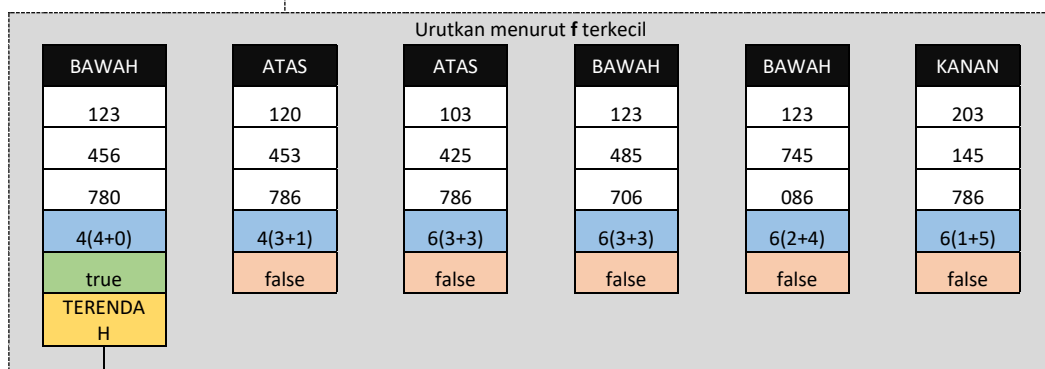 Urutkan menurut f terkecil
BAWAH
123
456
780
4(4+0)
true
TERENDA
H
ATAS
120
453
786
4(3+1)
false
ATAS
103
425
786
6(3+3)
false
BAWAH
123
485
706
6(3+3)
false
BAWAH
123
745
086
6(2+4)
false
KANAN
203
145
786
6(1+5)
false